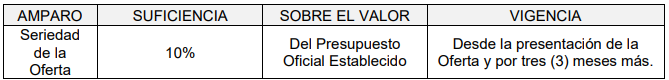 AMPARO SUFICIENCIA SOBRE EL VALOR VIGENCIA
Seriedad
de la
Oferta
10%
Del Presupuesto
Oficial Establecido
Desde la presentación de la
Oferta y por tres (3) meses más.